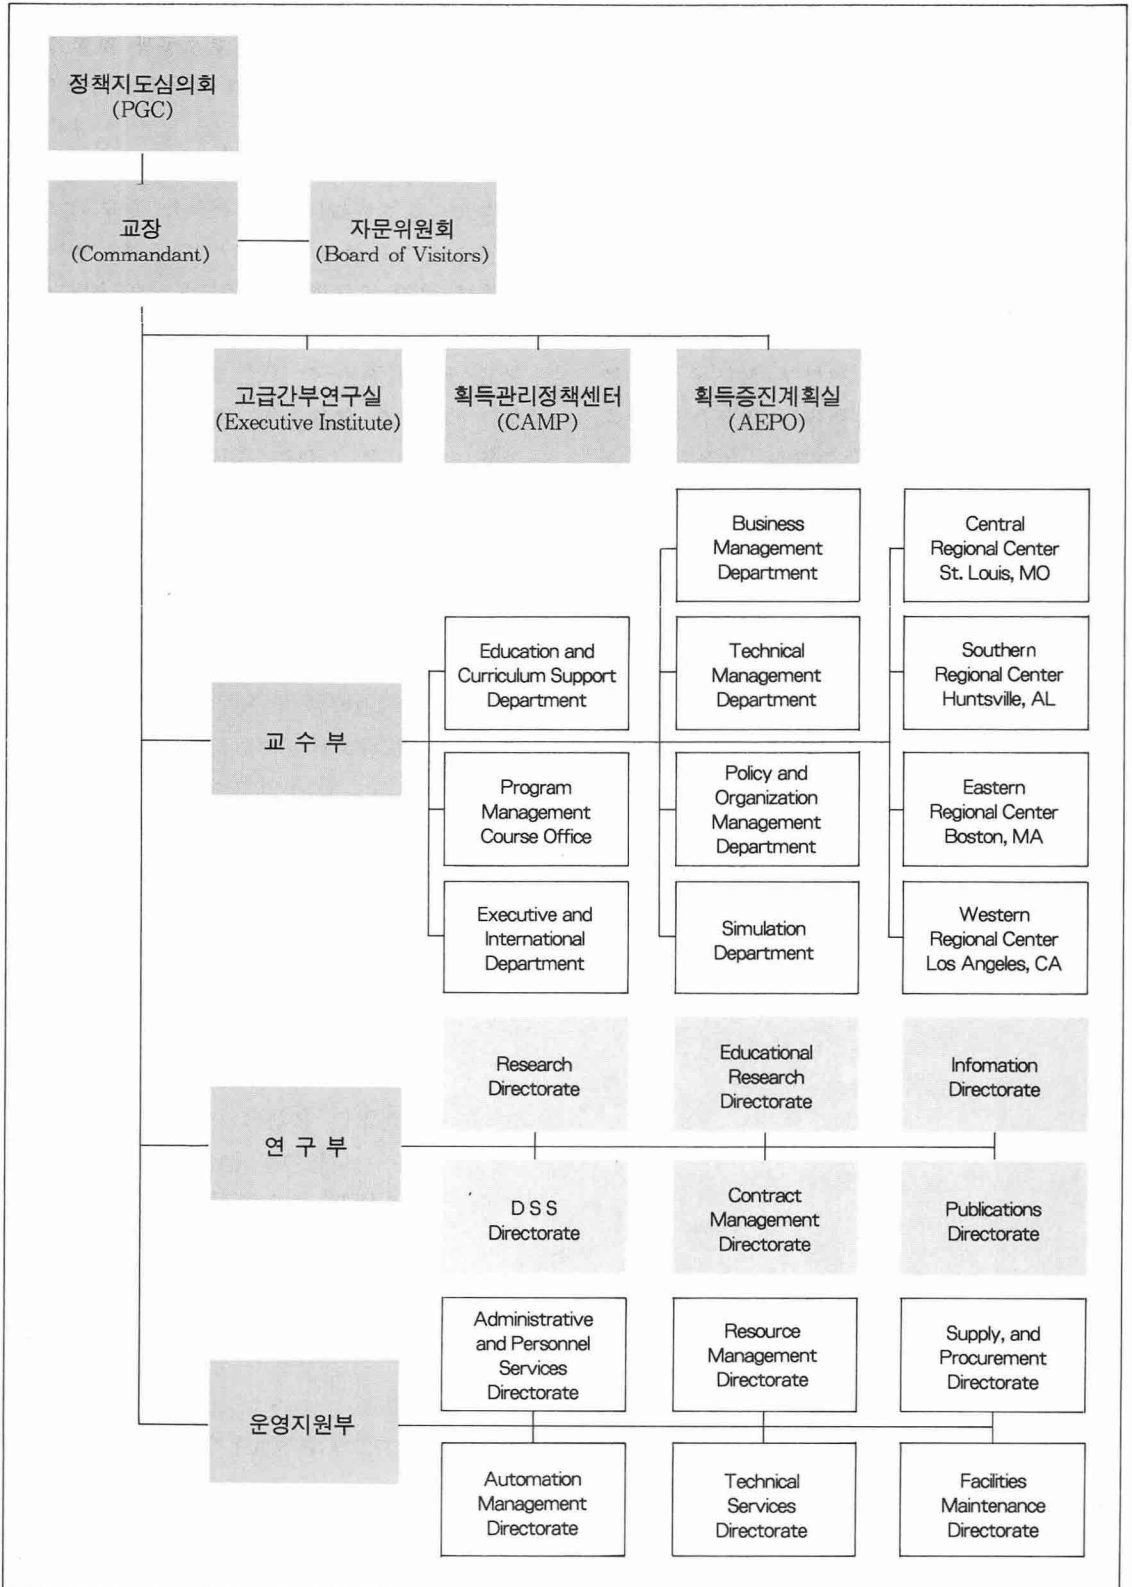 정책지도심의회
(PGC)
교장
(Commandant)
자문위원회
(Board of Visitors)
고급간부연구실
(Executive Institute)
획득관리정책센터
(CAMP)
획득증진계획실
(AEPO)
교 수 부
Education and
Curriculum Support
Department
Program
Management
Course Office
Executive and
International
Department
Business
Management
Department
Technical
Management
Department
Policy and
Organization
Management
Department
Simulation
Department
Central
Regional Center
St. Louis, MO
Southern
Regional Center
Huntsville, AL
Eastern
Regional Center
Boston, MA
Western
Regional Center
Los Angeles, CA
연 구 부
Research
Directorate
Educational
Research
Directorate
Infomation
Directorate
D S S
Directorate
Contract
Management
Directorate
Publications
Directorate
운영지원부
Administrative
and Personnel
Services
Directorate
Resource
Management
Directorate
Supply, and
Procurement
Directorate
Automation
Management
Directorate
Technical
Services
Directorate
Facilities
Maintenance
Directorate